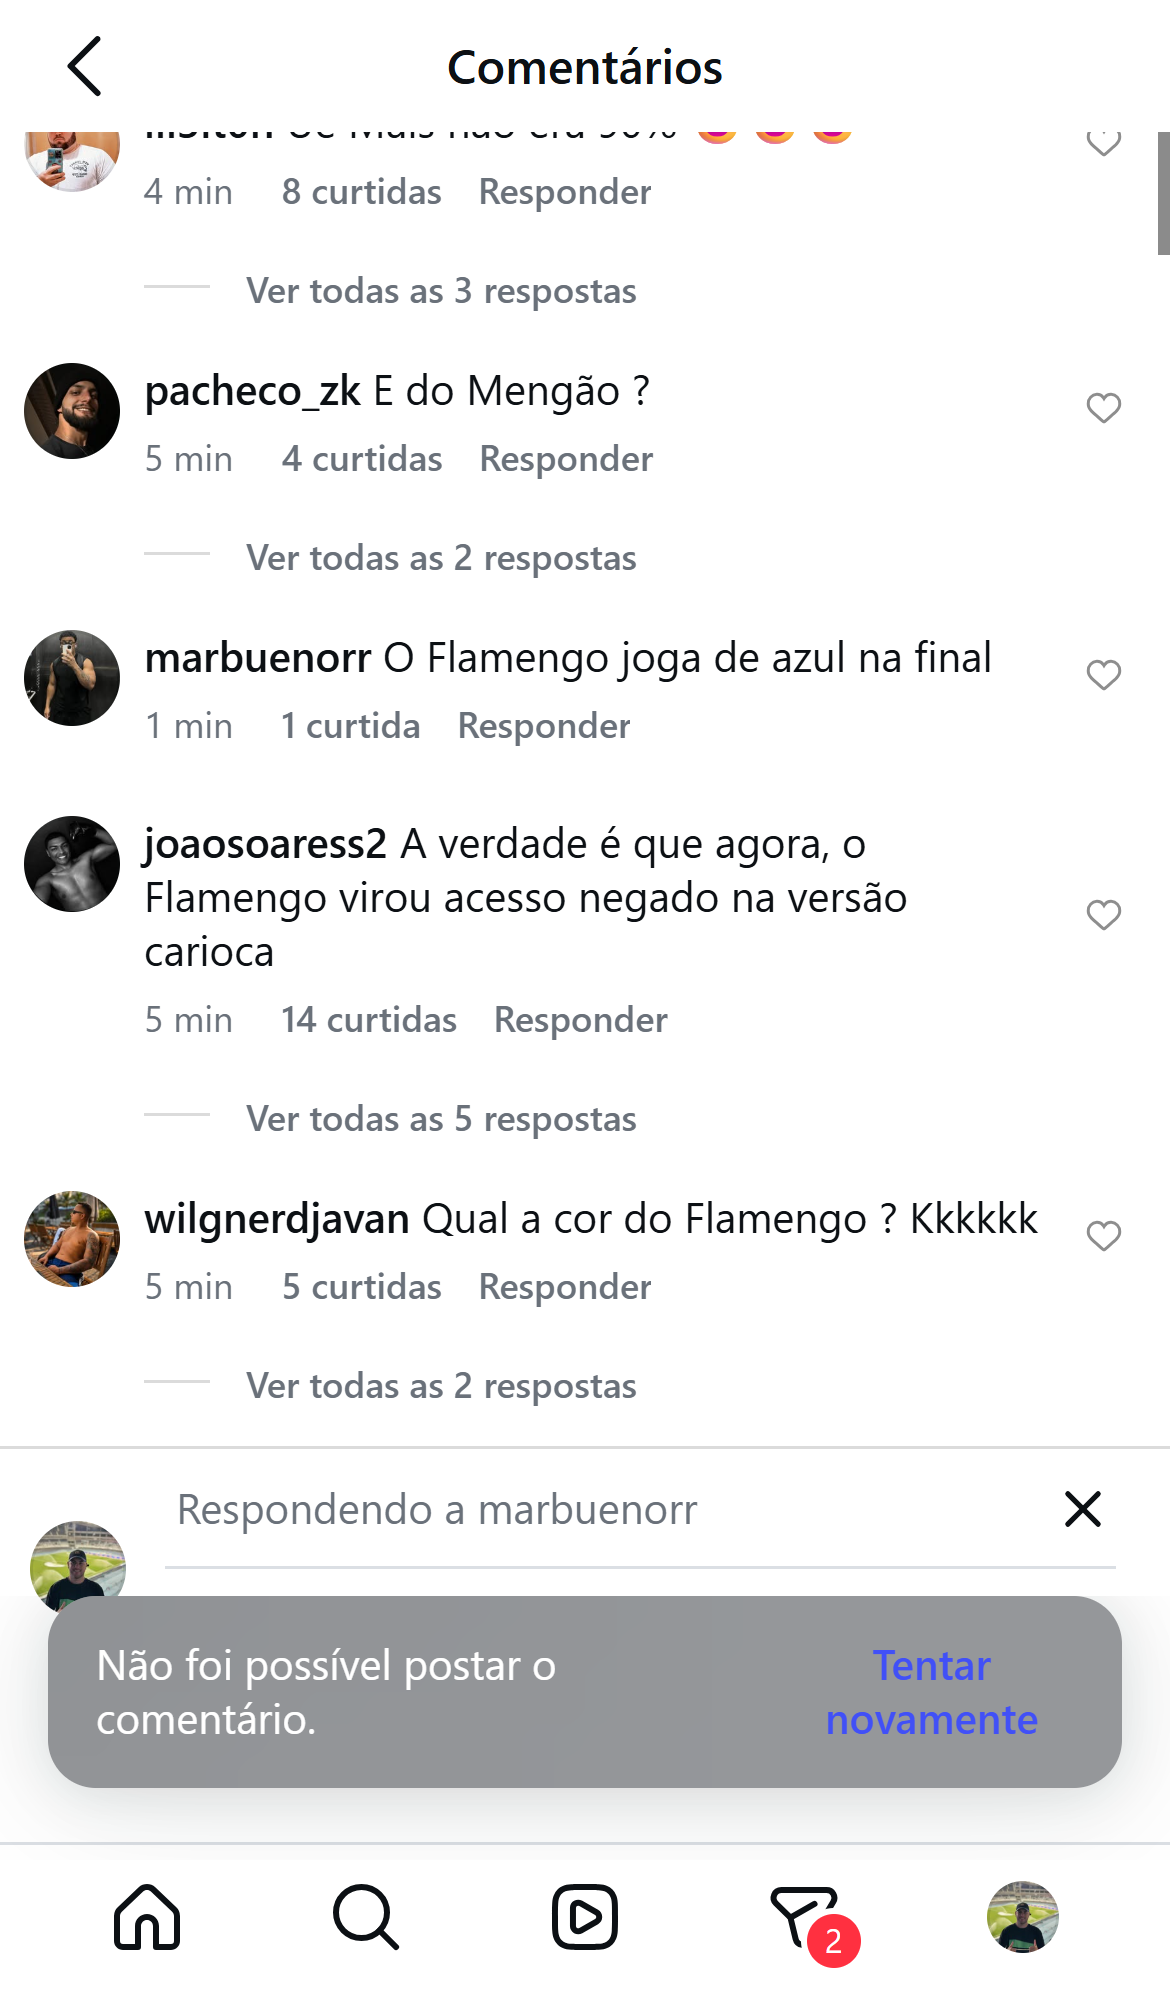 Comentários
não era 90%
4 min 8 curtidas Responder
Ver todas as 3 respostas
pacheco_zk E do Mengão ?
5 min 4 curtidas Responder
Ver todas as 2 respostas
marbuenorr O Flamengo joga de azul na final
1 min 1 curtida Responder
joaosoaress2 A verdade é que agora, o
Flamengo virou acesso negado na versão
carioca
5 min 14 curtidas Responder
Ver todas as 5 respostas
wilgnerdjavan Qual a cor do Flamengo ? Kkkkkk
5 min 5 curtidas Responder
Ver todas as 2 respostas
Respondendo a marbuenorr
Não foi possível postar o
comentário.
Tentar
novamente
2